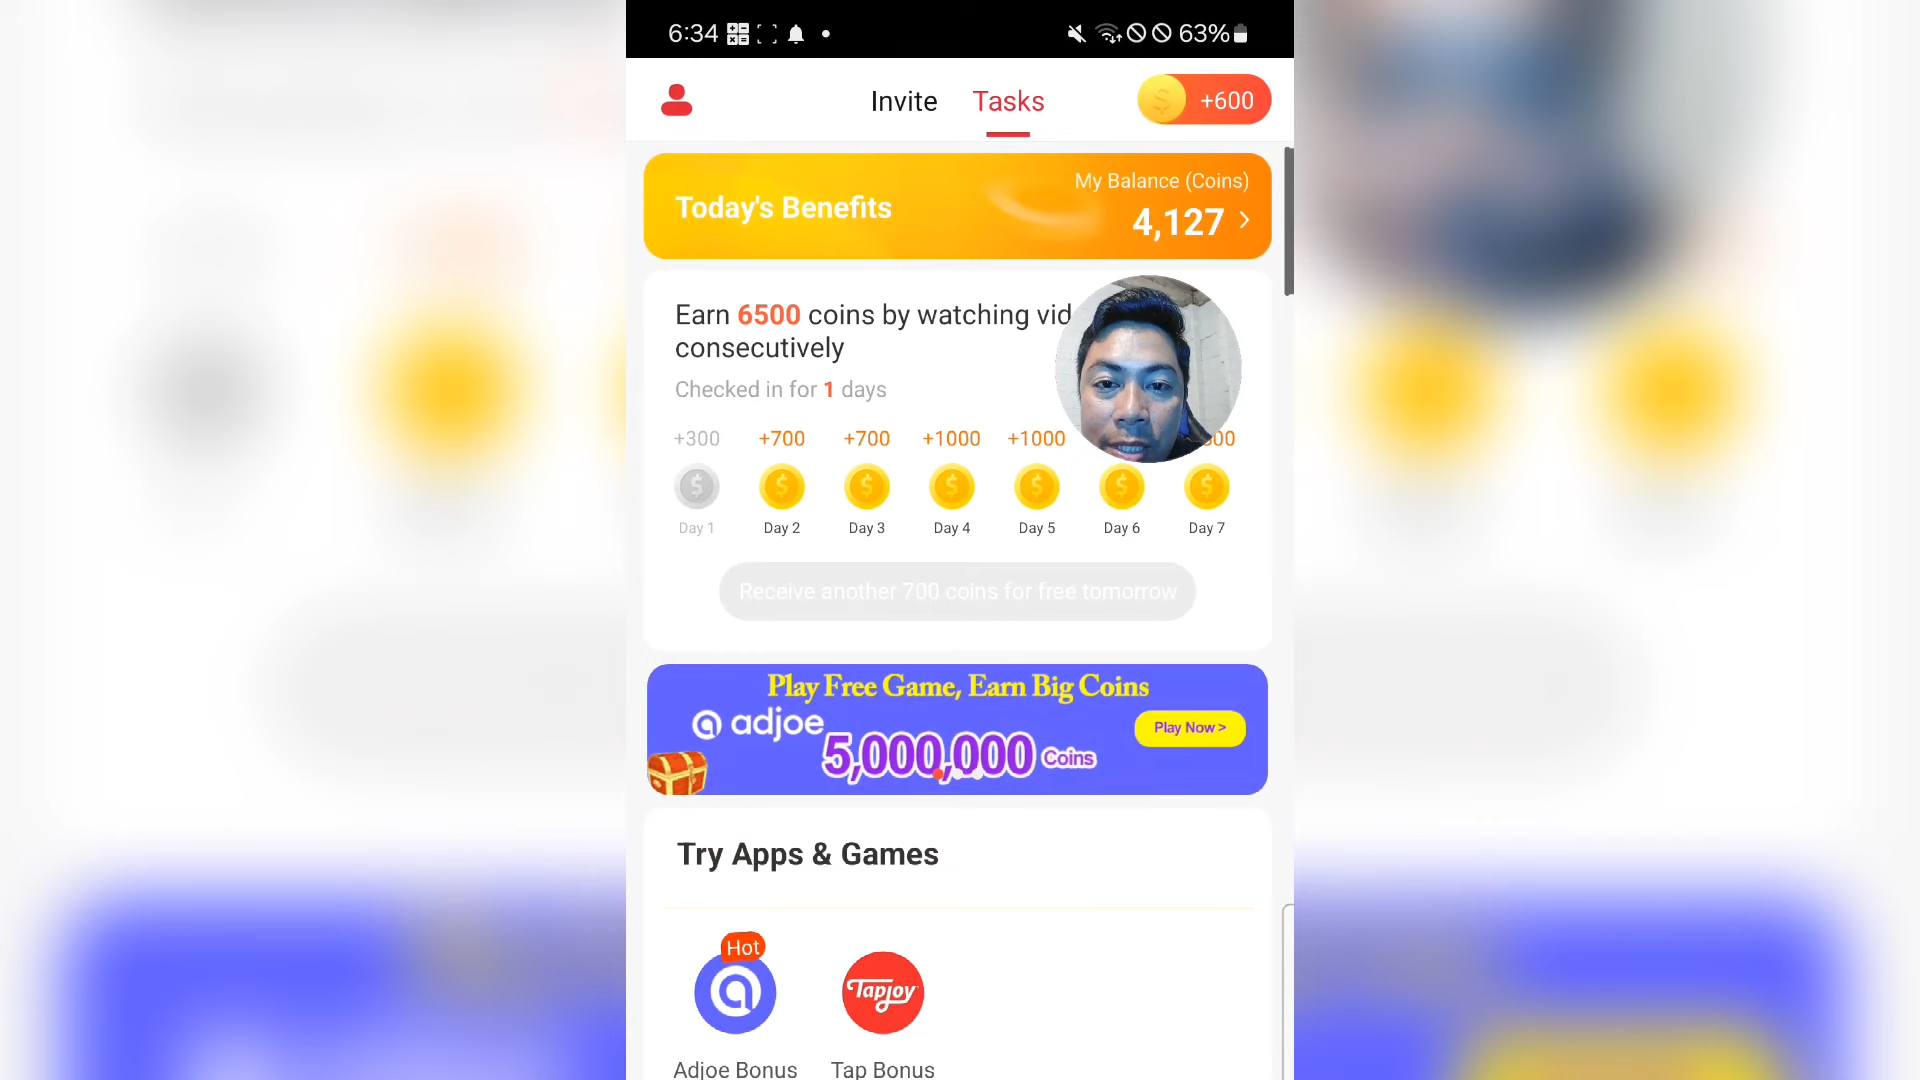 6:34
63%
Invite
Tasks
+600
My Balance (Coins)
Today's Benefits
4,127
Earn 6500 coins by watching vid
consecutively
Checked in for 1 days
+300 +700 +700 +1000 +1000
Day 1 Day 2 Day 3 Day 4 Day 5 Day 6 Day 7
Receive another 700 coins for free tomorrow
Play Free Game, Earn Big Coins
adjoe
5,000,000 Coins
Play Now >
Try Apps & Games
Hot
Tapjoy
Adjoe Bonus
Tap Bonus